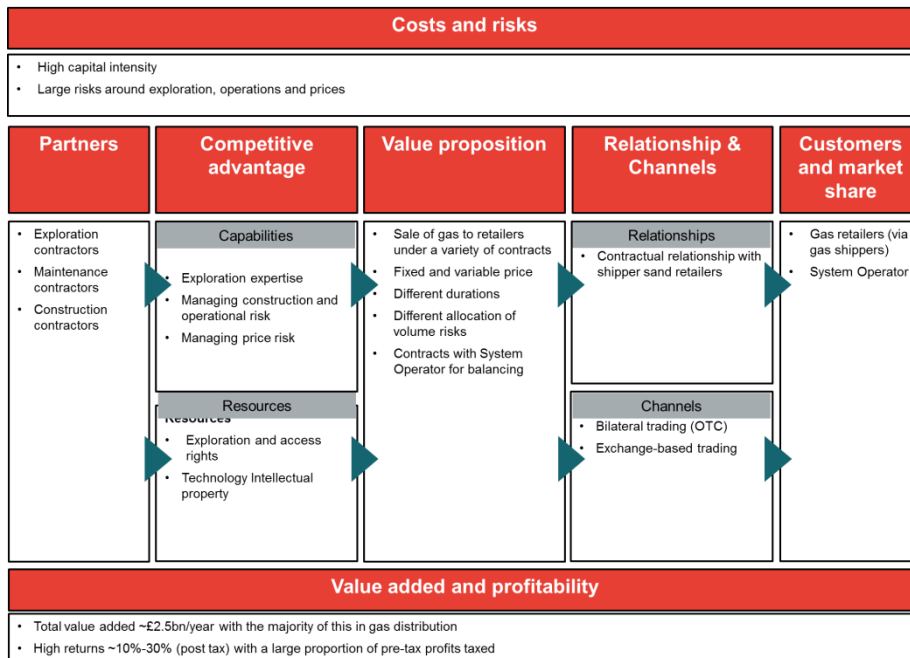 Costs and risks
• High capital intensity
• Large risks around exploration, operations and prices
Partners
• Exploration
contractors
• Maintenance
contractors
• Construction
contractors
Competitive
advantage
Capabilities
• Exploration expertise
• Managing construction and
operational risk
• Managing price risk
Resources
Resources
• Exploration and access
rights
• Technology Intellectual
property
Value proposition
• Sale of gas to retailers
under a variety of contracts
• Fixed and variable price
• Different durations
• Different allocation of
volume risks
• Contracts with System
Operator for balancing
Relationship &
Channels
Relationships
• Contractual relationship with
shipper sand retailers
Channels
• Bilateral trading (OTC)
• Exchange-based trading
Customers
and market
share
• Gas retailers (via
gas shippers)
• System Operator
Value added and profitability
• Total value added ~£2.5bn/year with the majority of this in gas distribution
• High returns ~10%-30% (post tax) with a large proportion of pre-tax profits taxed